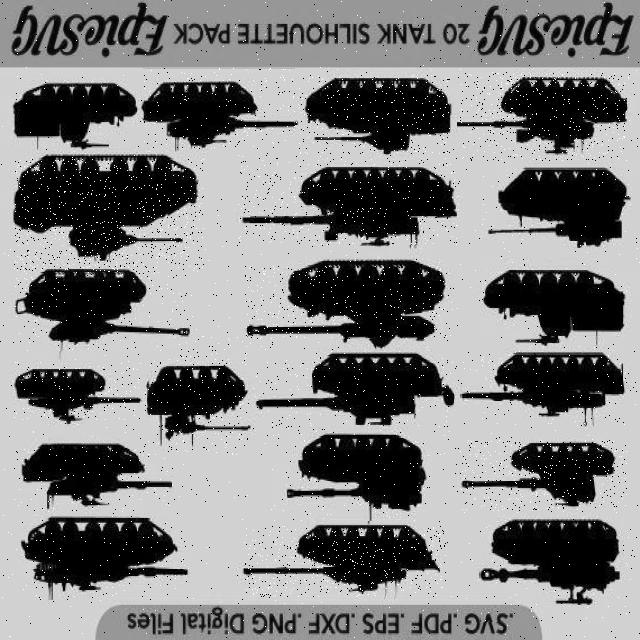 .SVG .PDF .EPS .DXF .PNG Digital Files
EpicSVG 20 TANK SILHOUETTE PACK EpicSVG